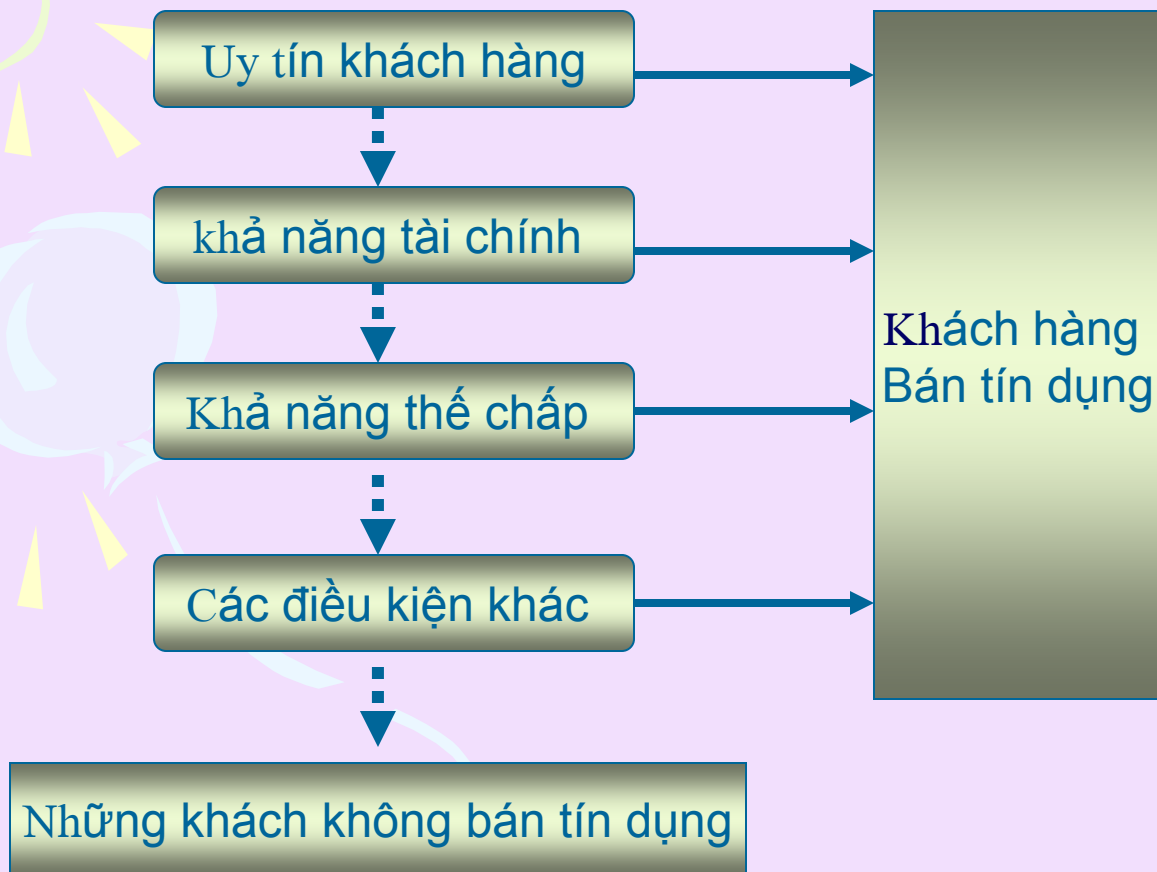 Uy tín khách hàng
khả năng tài chính
Khả năng thế chấp
Các điều kiện khác
Khách hàng
Bán tín dụng
Những khách không bán tín dụng